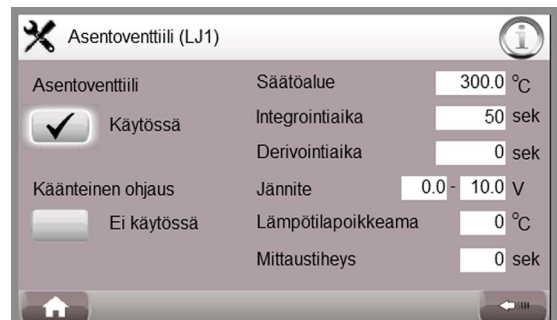 Asentoventtiili (LJ1)
Asentoventtiili
Käytössä
Käänteinen ohjaus
Ei käytössä
Säätöalue 300.0 °C
Integrointiaika 50 sek
Derivointiaika 0 sek
Jännite 0.0 - 10.0 V
Lämpötilapoikkeama 0 °C
Mittaustiheys 0 sek